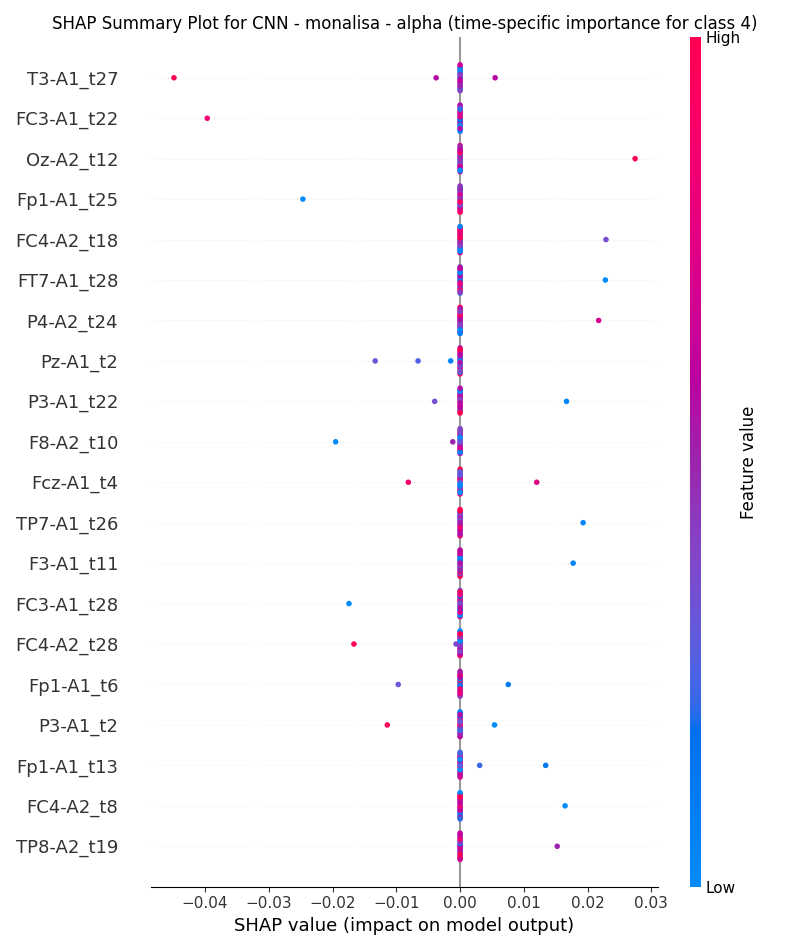 SHAP Summary Plot for CNN - monalisa - alpha (time-specific importance for class 4)
High
T3-A1_t27
FC3-A1_t22
Oz-A2_t12
Fp1-A1_t25
FC4-A2_t18
FT7-A1_t28
P4-A2_t24
Pz-A1_t2
P3-A1_t22
F8-A2_t10
Fcz-A1_t4
TP7-A1_t26
F3-A1_t11
FC3-A1_t28
FC4-A2_t28
Fp1-A1_t6
P3-A1_t2
Fp1-A1_t13
FC4-A2_t8
TP8-A2_t19
Feature value
Low
−0.04 −0.03 −0.02 −0.01 0.00 0.01 0.02 0.03
SHAP value (impact on model output)